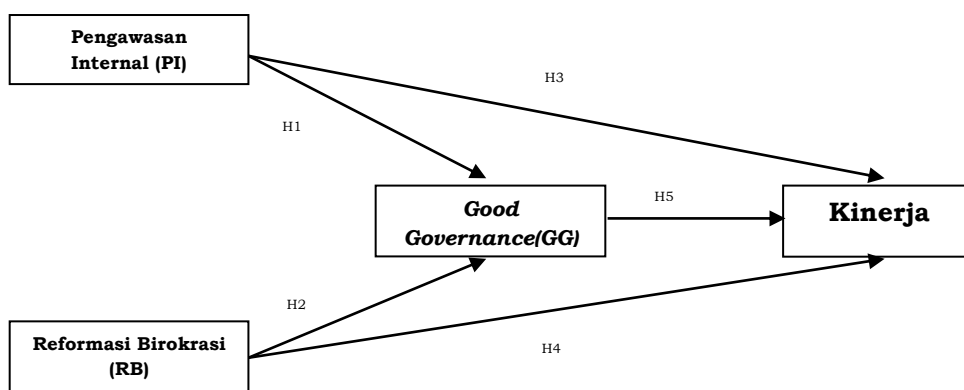 Pengawasan
Internal (PI)
H3
H1
Good
Governance(GG)
H5
Kinerja
H2
Reformasi Birokrasi
(RB)
H4